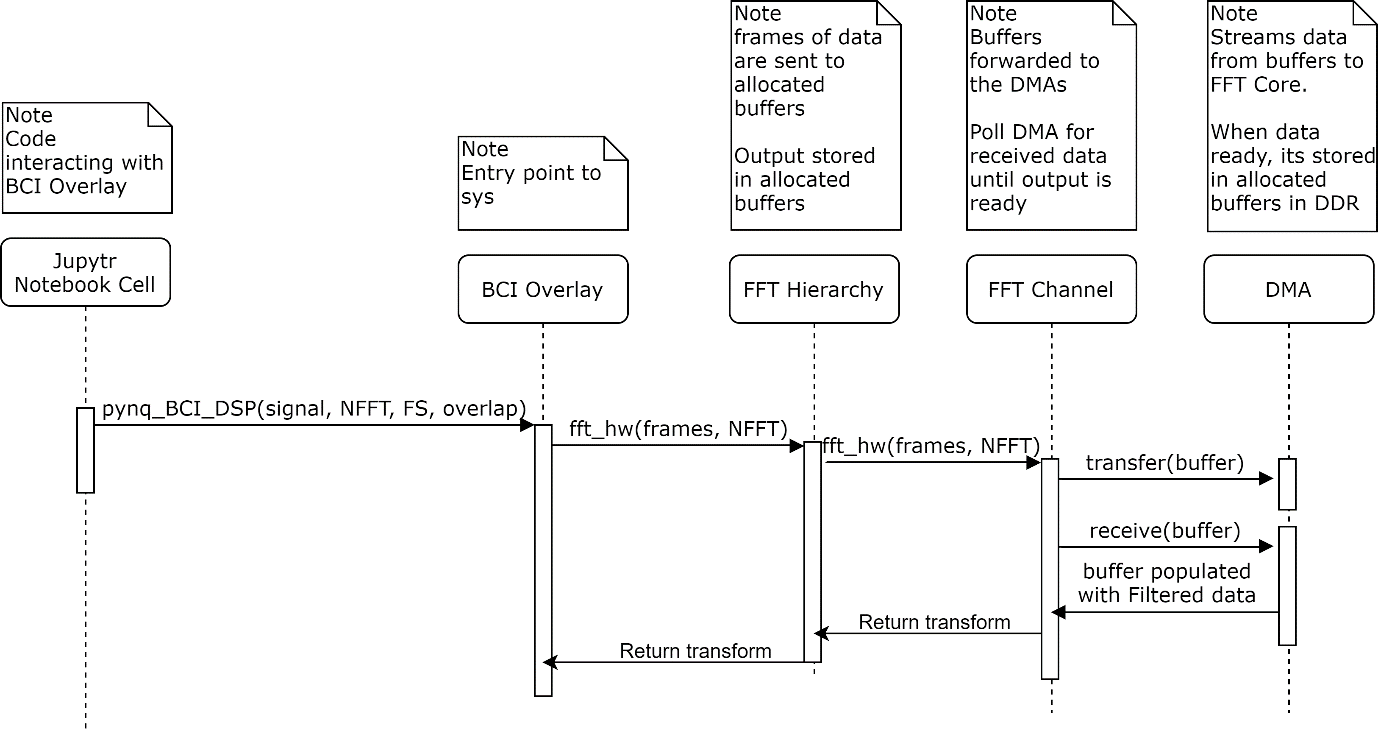 Note
Code
interacting with
BCI Overlay
Note
Entry point to
sys
Note
frames of data
are sent to
allocated
buffers
Output stored
in allocated
buffers
Note
Buffers
forwarded to
the DMAs
Poll DMA for
received data
until output is
ready
Note
Streams data
from buffers to
FFT Core.
When data
ready, its stored
in allocated
buffers in DDR
Jupytr
Notebook Cell
BCI Overlay
FFT Hierarchy
FFT Channel
DMA
pynq_BCI_DSP(signal, NFFT, FS, overlap)
fft_hw(frames, NFFT)
fft_hw(frames, NFFT)
transfer(buffer)
receive(buffer)
buffer populated
with Filtered data
Return transform
Return transform